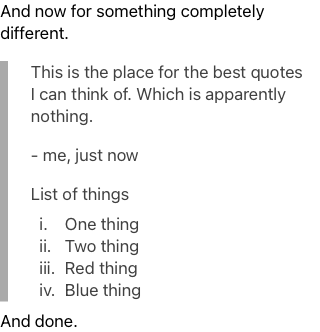 And now for something completely
different.
This is the place for the best quotes
I can think of. Which is apparently
nothing.
- me, just now
List of things
i. One thing
ii. Two thing
iii. Red thing
iv. Blue thing
And done.